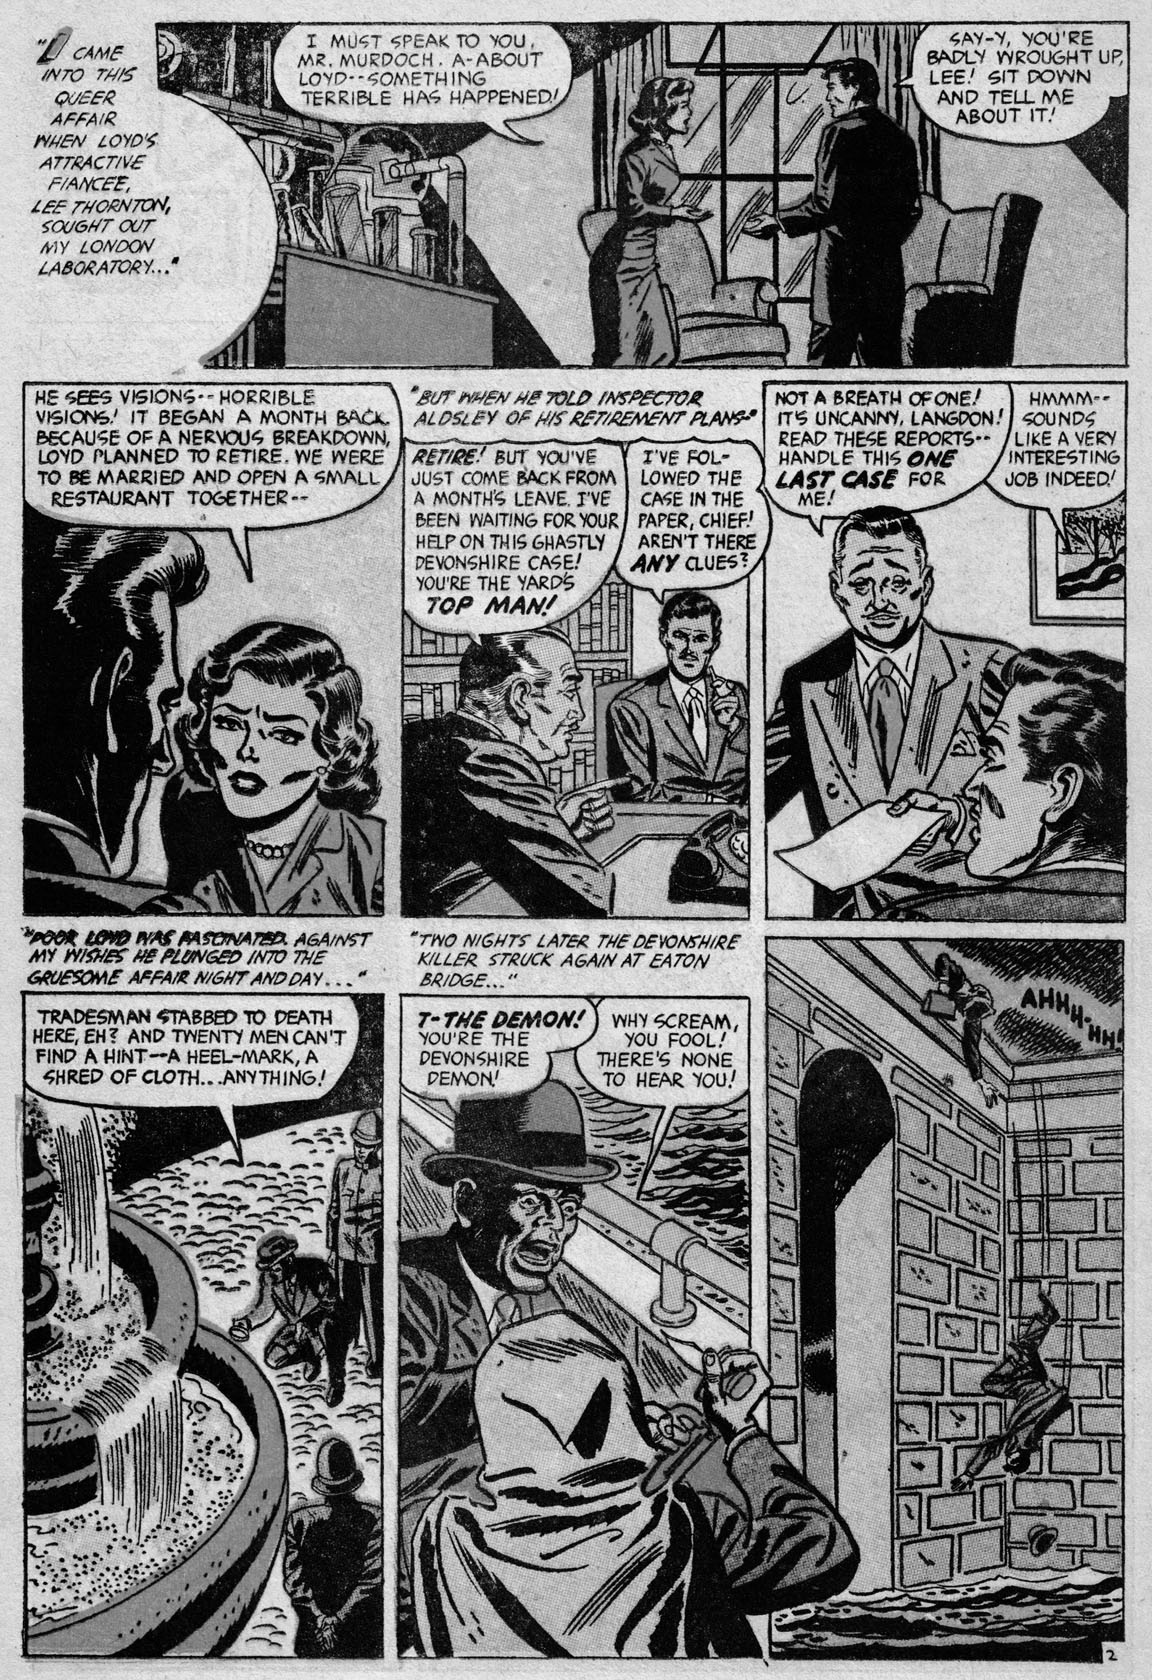 "I CAME
INTO THIS
QUEER
AFFAIR
WHEN LOYD'S
ATTRACTIVE
FIANCEE,
LEE THORNTON,
SOUGHT OUT
MY LONDON
LABORATORY..."
I MUST SPEAK TO YOU,
MR. MURDOCH. A-ABOUT
LOYD--SOMETHING
TERRIBLE HAS HAPPENED!
SAY-Y, YOU'RE
BADLY WROUGHT UP,
LEE! SIT DOWN
AND TELL ME
ABOUT IT!
HE SEES VISIONS--HORRIBLE
VISIONS! IT BEGAN A MONTH BACK.
BECAUSE OF A NERVOUS BREAKDOWN,
LOYD PLANNED TO RETIRE. WE WERE
TO BE MARRIED AND OPEN A SMALL
RESTAURANT TOGETHER--
"BUT WHEN HE TOLD INSPECTOR
ALDSLEY OF HIS RETIREMENT PLANS-"
RETIRE! BUT YOU'VE
JUST COME BACK FROM
A MONTH'S LEAVE. I'VE
BEEN WAITING FOR YOUR
HELP ON THIS GHASTLY
DEVONSHIRE CASE!
YOU'RE THE YARD'S
TOP MAN!
I'VE FOL-
LOWED THE
CASE IN THE
PAPER, CHIEF!
AREN'T THERE
ANY CLUES?
NOT A BREATH OF ONE!
IT'S UNCANNY, LANGDON!
READ THESE REPORTS--
HANDLE THIS ONE
LAST CASE FOR
ME!
HMMM--
SOUNDS
LIKE A VERY
INTERESTING
JOB INDEED!
"POOR LOYD WAS FASCINATED. AGAINST
MY WISHES HE PLUNGED INTO THE
GRUESOME AFFAIR NIGHT AND DAY..."
TRADESMAN STABBED TO DEATH
HERE, EH? AND TWENTY MEN CAN'T
FIND A HINT--A HEEL-MARK, A
SHRED OF CLOTH...ANYTHING!
"TWO NIGHTS LATER THE DEVONSHIRE
KILLER STRUCK AGAIN AT EATON
BRIDGE..."
T-THE DEMON!
YOU'RE THE
DEVONSHIRE
DEMON!
WHY SCREAM,
YOU FOOL!
THERE'S NONE
TO HEAR YOU!
AHHH-HH!
2